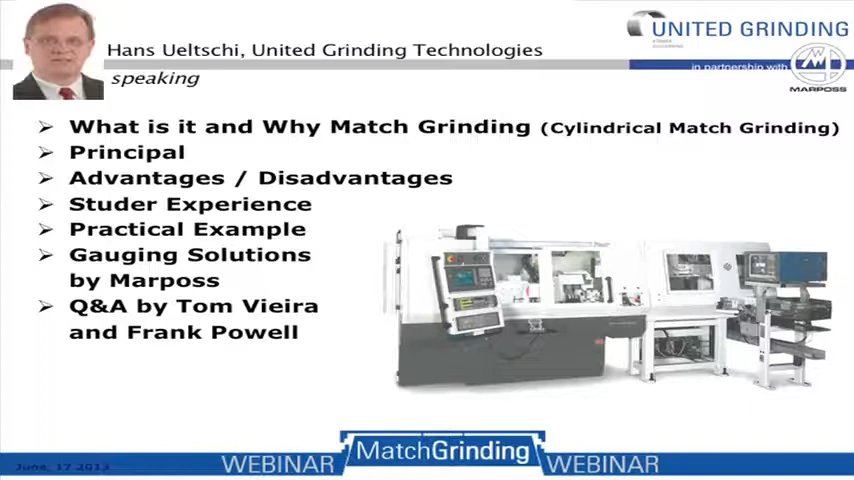 Hans Ueltschi, United Grinding Technologies
speaking
UNITED GRINDING
in partnership with
MARPOSS
➢ What is it and Why Match Grinding (Cylindrical Match Grinding)
➢ Principal
➢ Advantages / Disadvantages
➢ Studer Experience
➢ Practical Example
➢ Gauging Solutions
by Marposs
➢ Q&A by Tom Vieira
and Frank Powell
June, 17 2013
WEBINAR MatchGrinding WEBINAR